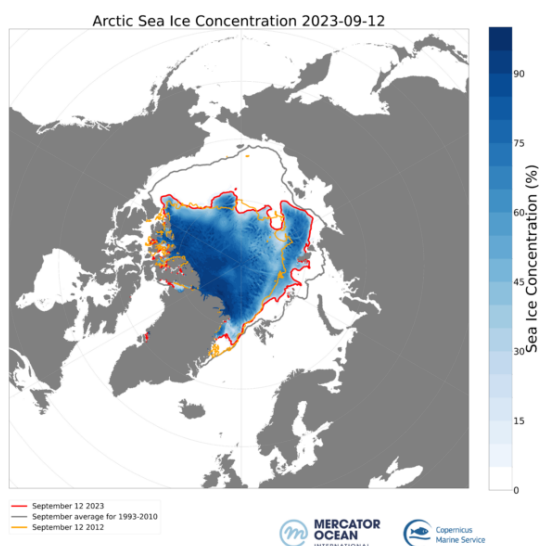 Arctic Sea Ice Concentration 2023-09-12
90
75
60
45
30
15
0
Sea Ice Concentration (%)
September 12 2023
September average for 1993-2010
September 12 2012
MERCATOR
OCEAN
INTERNATIONAL
Copernicus
Marine Service